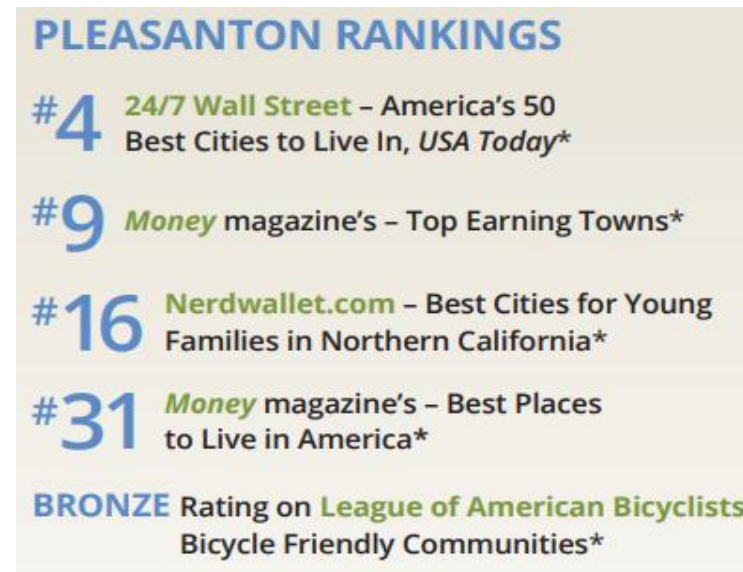 PLEASANTON RANKINGS
#4 24/7 Wall Street – America's 50
Best Cities to Live In, USA Today*
#9 Money magazine's – Top Earning Towns*
#16 Nerdwallet.com – Best Cities for Young
Families in Northern California*
#31 Money magazine's – Best Places
to Live in America*
BRONZE Rating on League of American Bicyclists
Bicycle Friendly Communities*